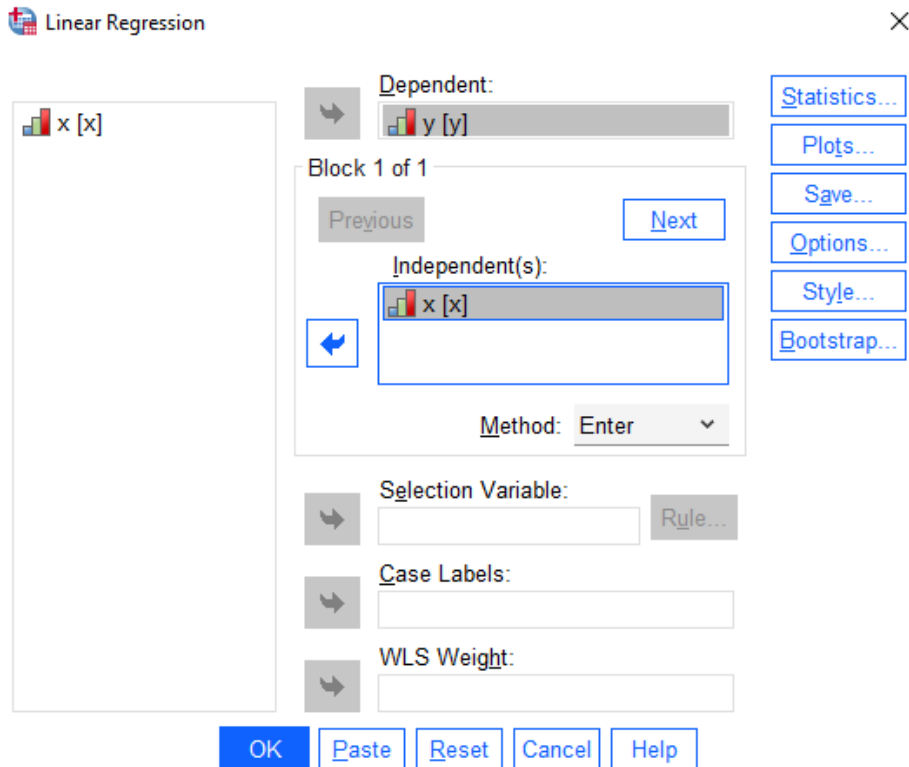 Linear Regression
x [x]
Dependent:
y [y]
Block 1 of 1
Previous
Next
Independent(s):
x [x]
Method: Enter
Selection Variable:
Rule...
Case Labels:
WLS Weight:
Statistics...
Plots...
Save...
Options...
Style...
Bootstrap...
OK Paste Reset Cancel Help